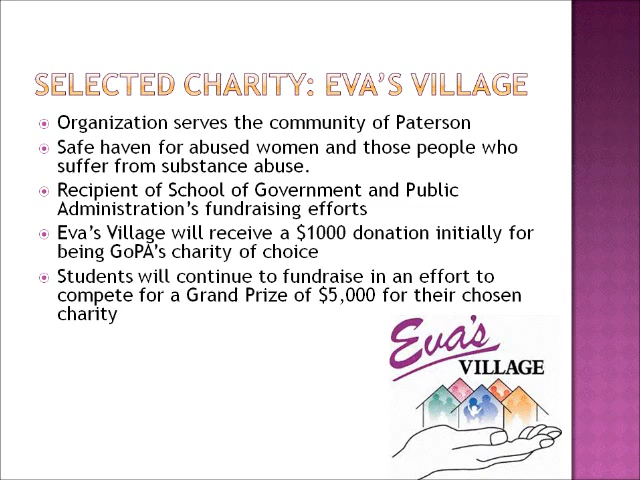 SELECTED CHARITY: EVA'S VILLAGE
Organization serves the community of Paterson
Safe haven for abused women and those people who
suffer from substance abuse.
Recipient of School of Government and Public
Administration's fundraising efforts
Eva's Village will receive a $1000 donation initially for
being GoPA's charity of choice
Students will continue to fundraise in an effort to
compete for a Grand Prize of $5,000 for their chosen
charity
Eva's
VILLAGE